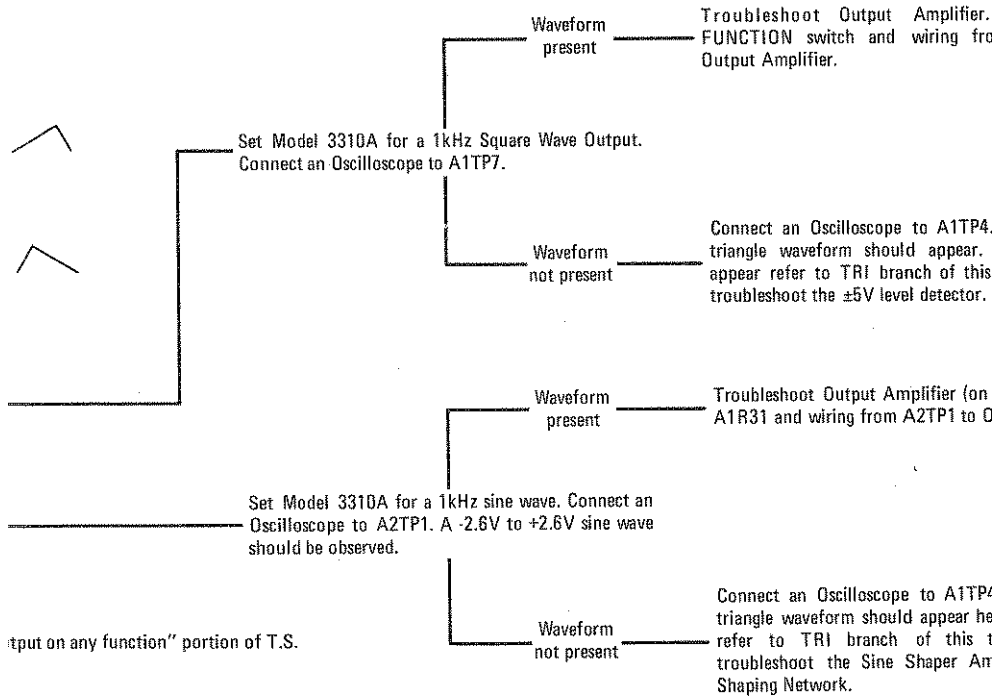 Waveform
present
Troubleshoot Output Amplifier.
FUNCTION switch and wiring
Output Amplifier.
Set Model 3310A for a 1kHz Square Wave Output.
Connect an Oscilloscope to A1TP7.
Waveform
not present
Connect an Oscilloscope to A1TP4.
triangle waveform should appear.
appear refer to TRI branch of this
troubleshoot the ±5V level detector.
Waveform
present
Troubleshoot Output Amplifier (on
A1R31 and wiring from A2TP1 to
Set Model 3310A for a 1kHz sine wave. Connect an
Oscilloscope to A2TP1. A -2.6V to +2.6V sine wave
should be observed.
Waveform
not present
Connect an Oscilloscope to
triangle waveform should appear
refer to TRI branch of this
troubleshoot the Sine Shaper
Shaping Network.
on any function" portion of T.S.